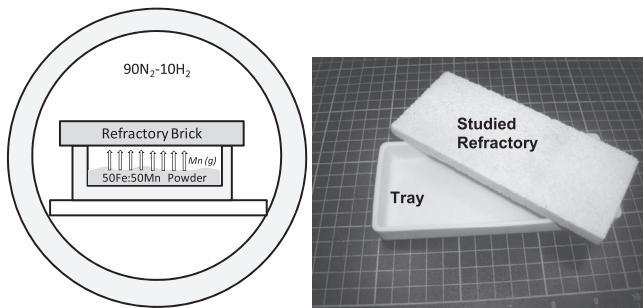 90N₂-10H₂
Refractory Brick
Mn (g)
50Fe:50Mn Powder
Studied
Refractory
Tray